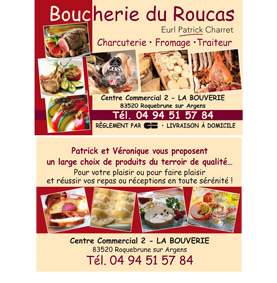 Boucherie du Roucas
Eurl Patrick Charret
Charcuterie • Fromage • Traiteur
Centre Commercial 2 - LA BOUVERIE
83520 Roquebrune sur Argens
Tél. 04 94 51 57 84
RÈGLEMENT PAR CB • LIVRAISON À DOMICILE
Patrick et Véronique vous proposent
un large choix de produits du terroir de qualité...
Pour votre plaisir ou pour faire plaisir
et réussir vos repas ou réceptions en toute sérénité !
Centre Commercial 2 - LA BOUVERIE
83520 Roquebrune sur Argens
Tél. 04 94 51 57 84